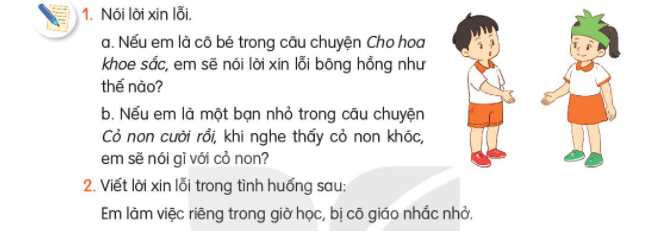 1. Nói lời xin lỗi.
a. Nếu em là cô bé trong câu chuyện Cho hoa
khoe sắc, em sẽ nói lời xin lỗi bông hồng như
thế nào?
b. Nếu em là một bạn nhỏ trong câu chuyện
Cỏ non cười rồi, khi nghe thấy cỏ non khóc,
em sẽ nói gì với cỏ non?
2. Viết lời xin lỗi trong tình huống sau:
Em làm việc riêng trong giờ học, bị cô giáo nhắc nhở.